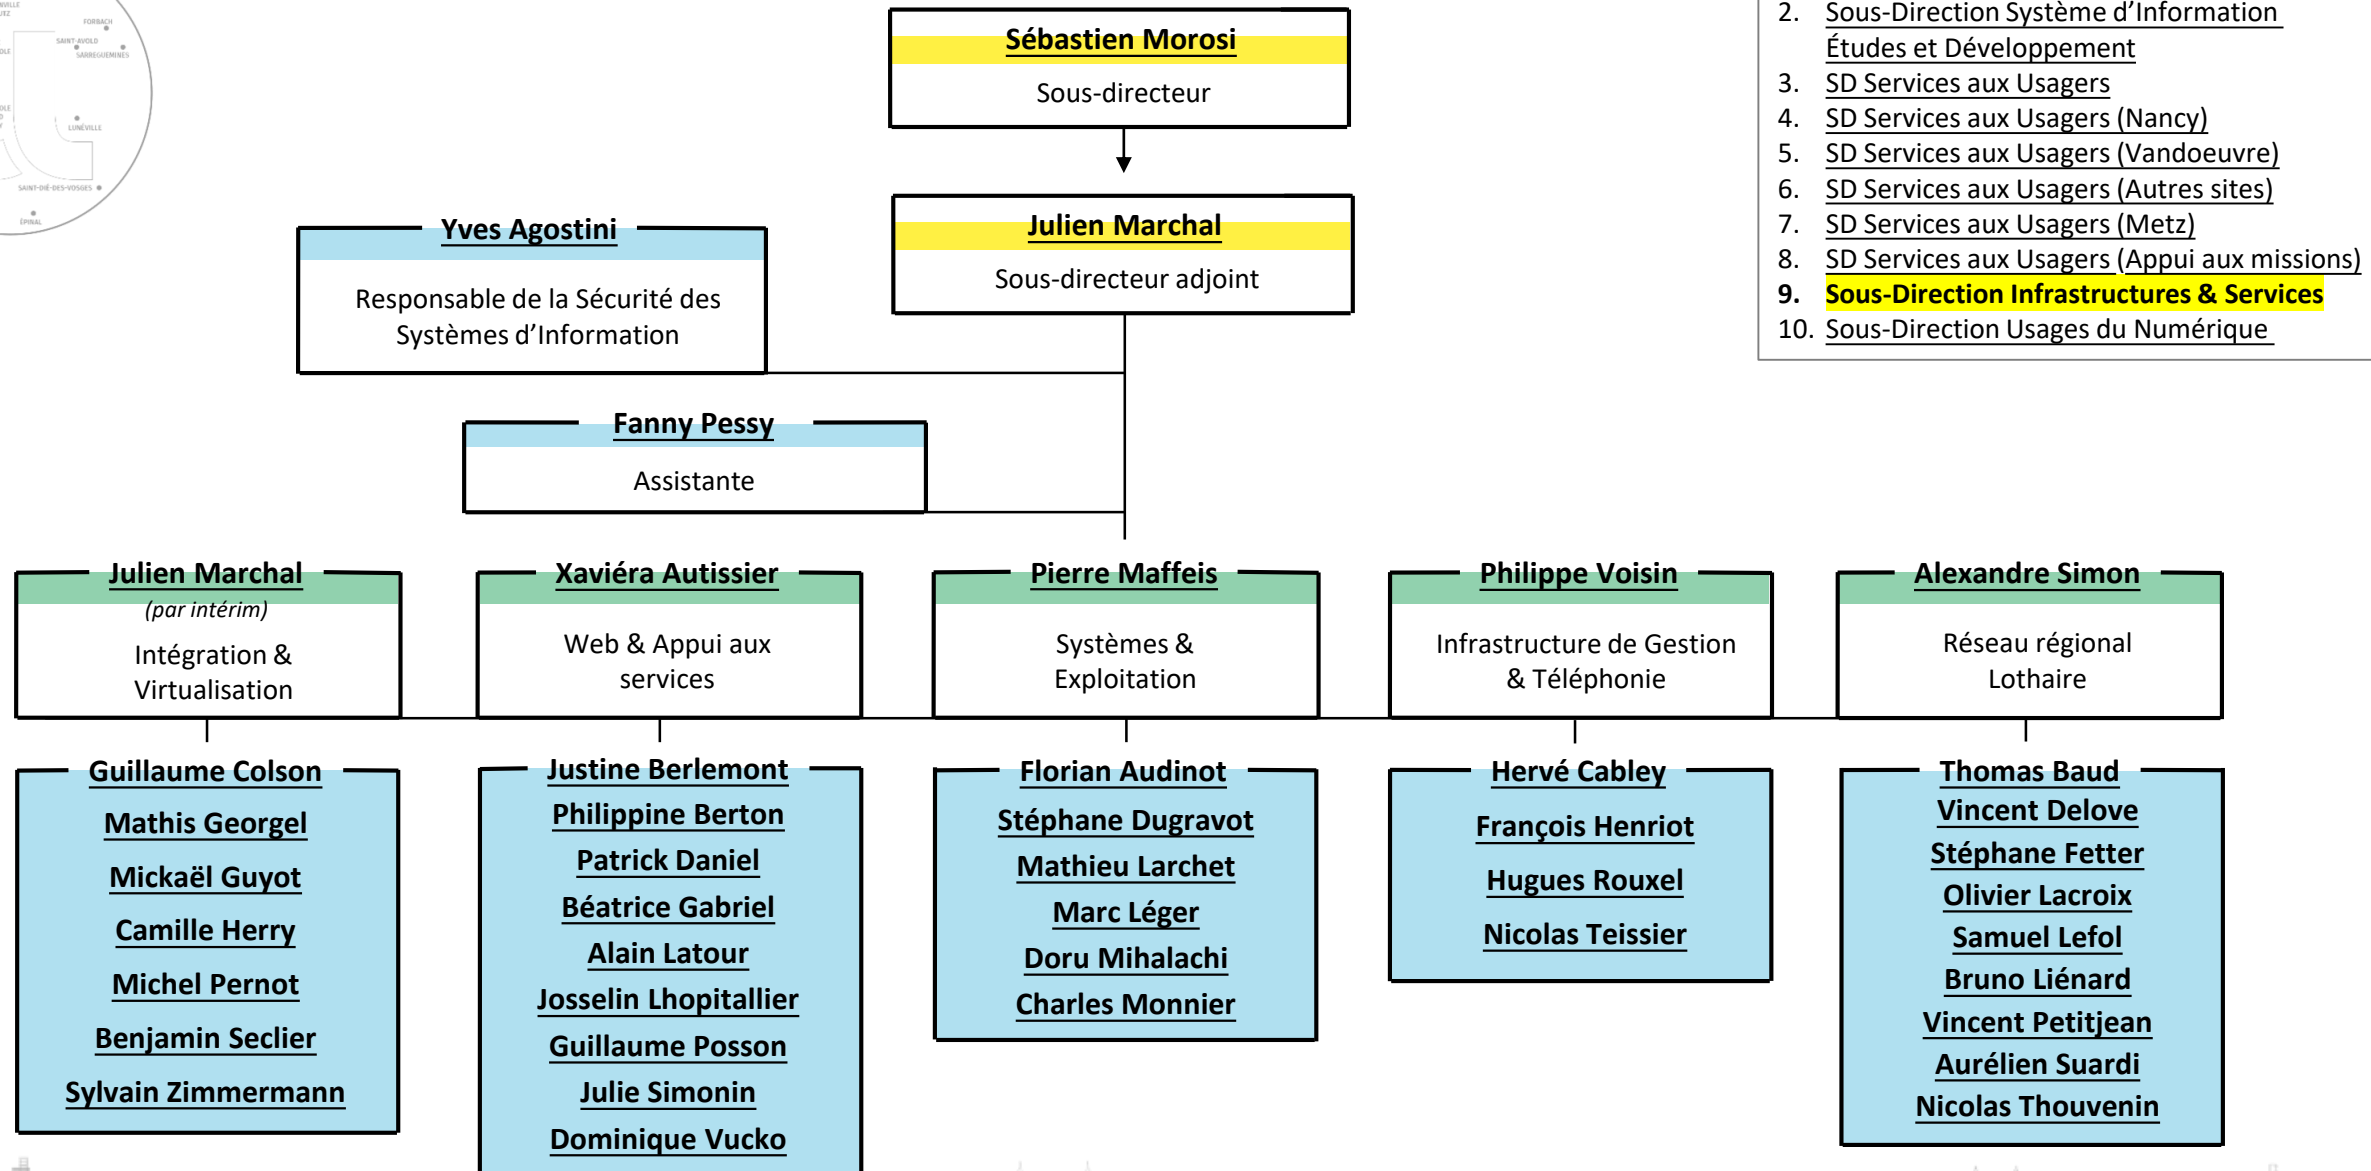 FORBACH
SAINT-AVOLD
SARREGUEMINES
LUNÉVILLE
SAINT-DIÉ-DES-VOSGES
ÉPINAL
2. Sous-Direction Système d’Information
Études et Développement
3. SD Services aux Usagers
4. SD Services aux Usagers (Nancy)
5. SD Services aux Usagers (Vandoeuvre)
6. SD Services aux Usagers (Autres sites)
7. SD Services aux Usagers (Metz)
8. SD Services aux Usagers (Appui aux missions)
9. Sous-Direction Infrastructures & Services
10. Sous-Direction Usages du Numérique
Sébastien Morosi
Sous-directeur
Julien Marchal
Sous-directeur adjoint
Yves Agostini
Responsable de la Sécurité des
Systèmes d’Information
Fanny Pessy
Assistante
Julien Marchal
(par intérim)
Intégration &
Virtualisation
Xaviéra Autissier
Web & Appui aux
services
Pierre Maffeis
Systèmes &
Exploitation
Philippe Voisin
Infrastructure de Gestion
& Téléphonie
Alexandre Simon
Réseau régional
Lothaire
Guillaume Colson
Mathis Georgel
Mickaël Guyot
Camille Herry
Michel Pernot
Benjamin Seclier
Sylvain Zimmermann
Justine Berlemont
Philippine Berton
Patrick Daniel
Béatrice Gabriel
Alain Latour
Josselin Lhopitallier
Guillaume Posson
Julie Simonin
Dominique Vucko
Florian Audinot
Stéphane Dugravot
Mathieu Larchet
Marc Léger
Doru Mihalachi
Charles Monnier
Hervé Cabley
François Henriot
Hugues Rouxel
Nicolas Teissier
Thomas Baud
Vincent Delove
Stéphane Fetter
Olivier Lacroix
Samuel Lefol
Bruno Liénard
Vincent Petitjean
Aurélien Suardi
Nicolas Thouvenin